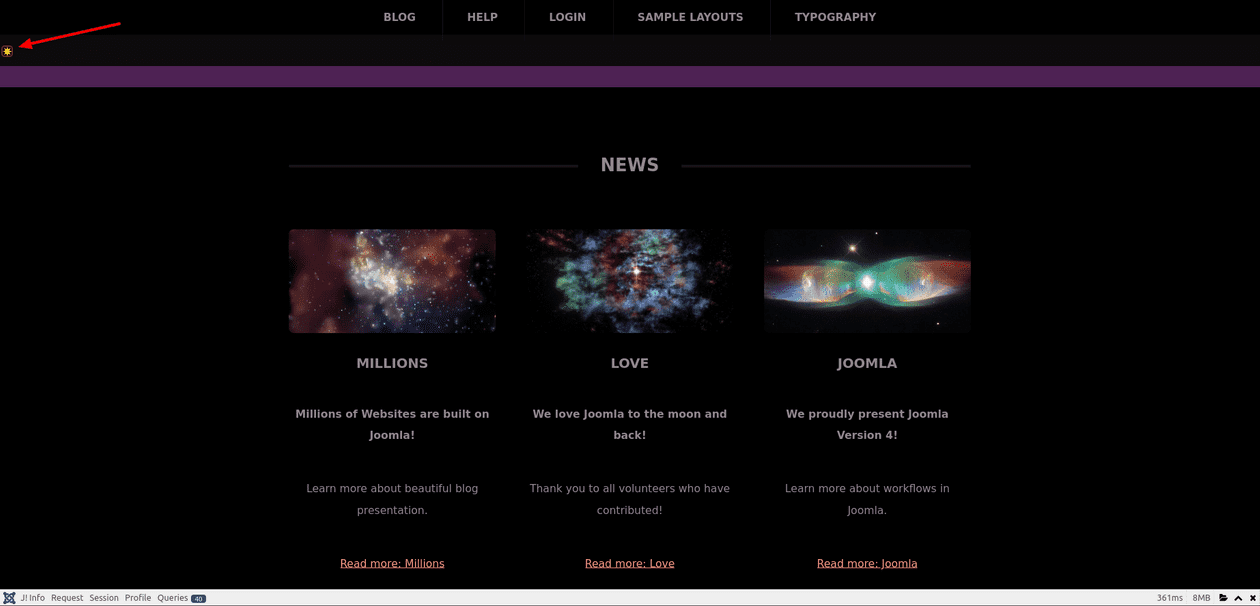 BLOG HELP LOGIN SAMPLE LAYOUTS TYPOGRAPHY
NEWS
MILLIONS
Millions of Websites are built on
Joomla!
Learn more about beautiful blog
presentation.
Read more: Millions
LOVE
We love Joomla to the moon and
back!
Thank you to all volunteers who have
contributed!
Read more: Love
JOOMLA
We proudly present Joomla
Version 4!
Learn more about workflows in
Joomla.
Read more: Joomla
J! Info Request Session Profile Queries 40 361ms 8MB